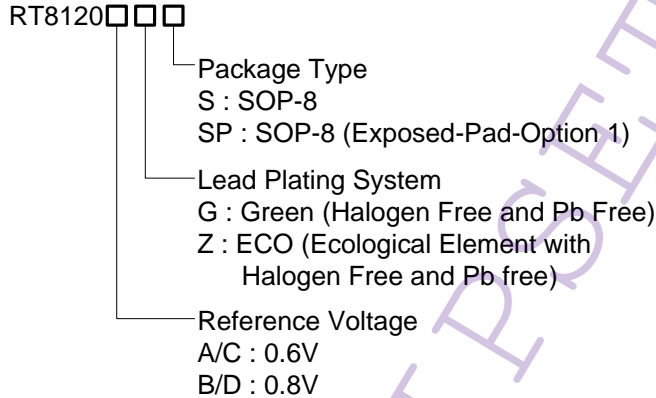 RT8120□□□
Package Type
S : SOP-8
SP : SOP-8 (Exposed-Pad-Option 1)
Lead Plating System
G : Green (Halogen Free and Pb Free)
Z : ECO (Ecological Element with
Halogen Free and Pb free)
Reference Voltage
A/C : 0.6V
B/D : 0.8V